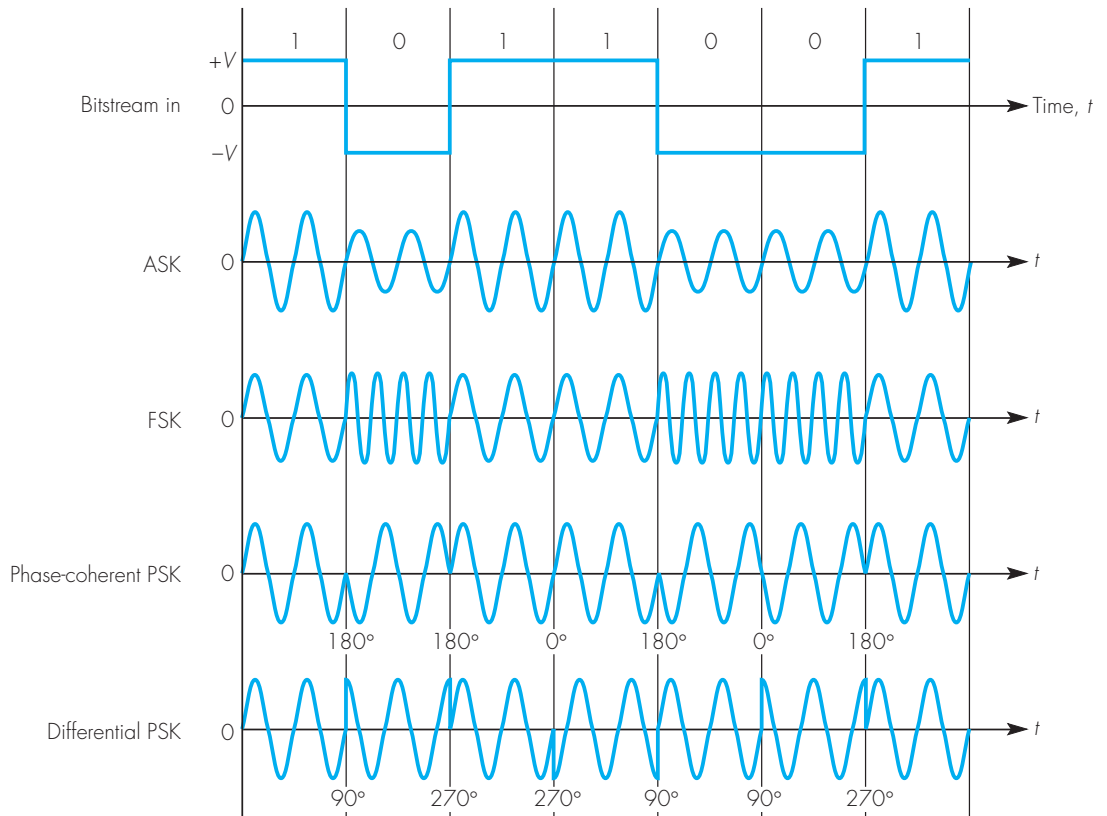 1 0 1 1 0 0 1
+V
Bitstream in 0 Time, t
–V
ASK 0 t
FSK 0 t
Phase-coherent PSK 0 t
180° 180° 0° 180° 0° 180°
Differential PSK 0 t
90° 270° 270° 90° 90° 270°